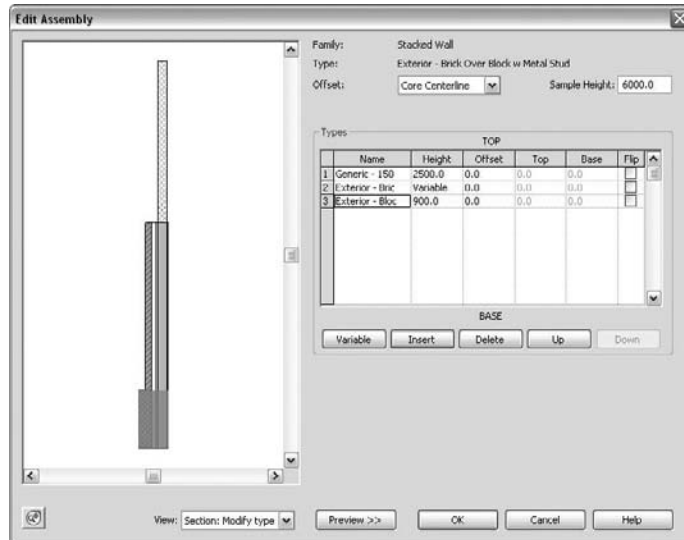 Edit Assembly
Family: Stacked Wall
Type: Exterior - Brick Over Block w Metal Stud
Offset: Core Centerline Sample Height: 6000.0
Types
TOP
Name Height Offset Top Base Flip
1 Generic - 150 2500.0 0.0 0.0 0.0
2 Exterior - Bric Variable 0.0 0.0 0.0
3 Exterior - Bloc 900.0 0.0 0.0 0.0
BASE
Variable Insert Delete Up Down
View: Section: Modify type Preview >> OK Cancel Help